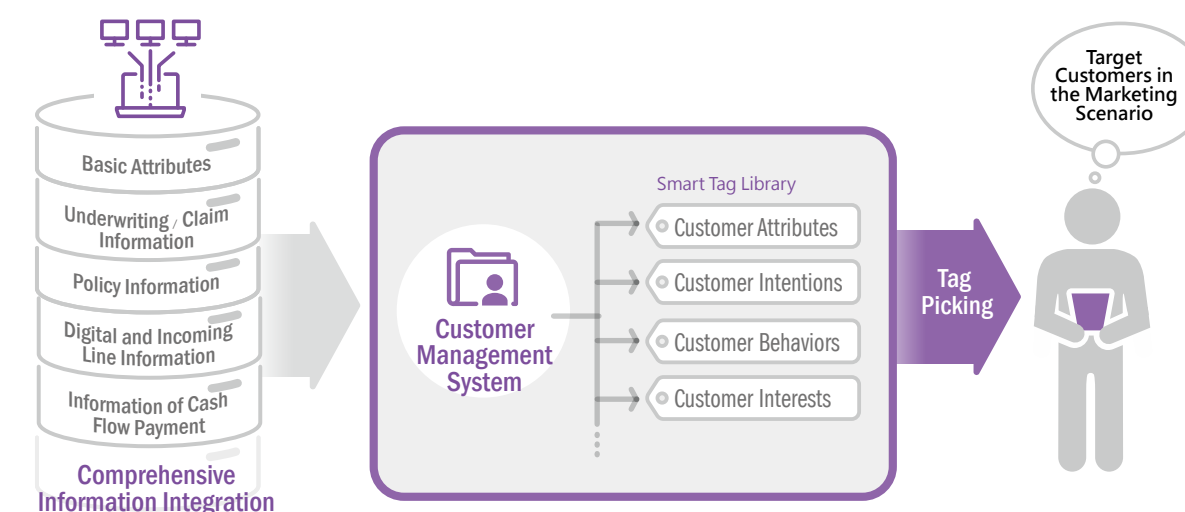 Basic Attributes
Underwriting / Claim
Information
Policy Information
Digital and Incoming
Line Information
Information of Cash
Flow Payment
Comprehensive
Information Integration
Customer
Management
System
Smart Tag Library
Customer Attributes
Customer Intentions
Customer Behaviors
Customer Interests
Tag
Picking
Target
Customers in
the Marketing
Scenario